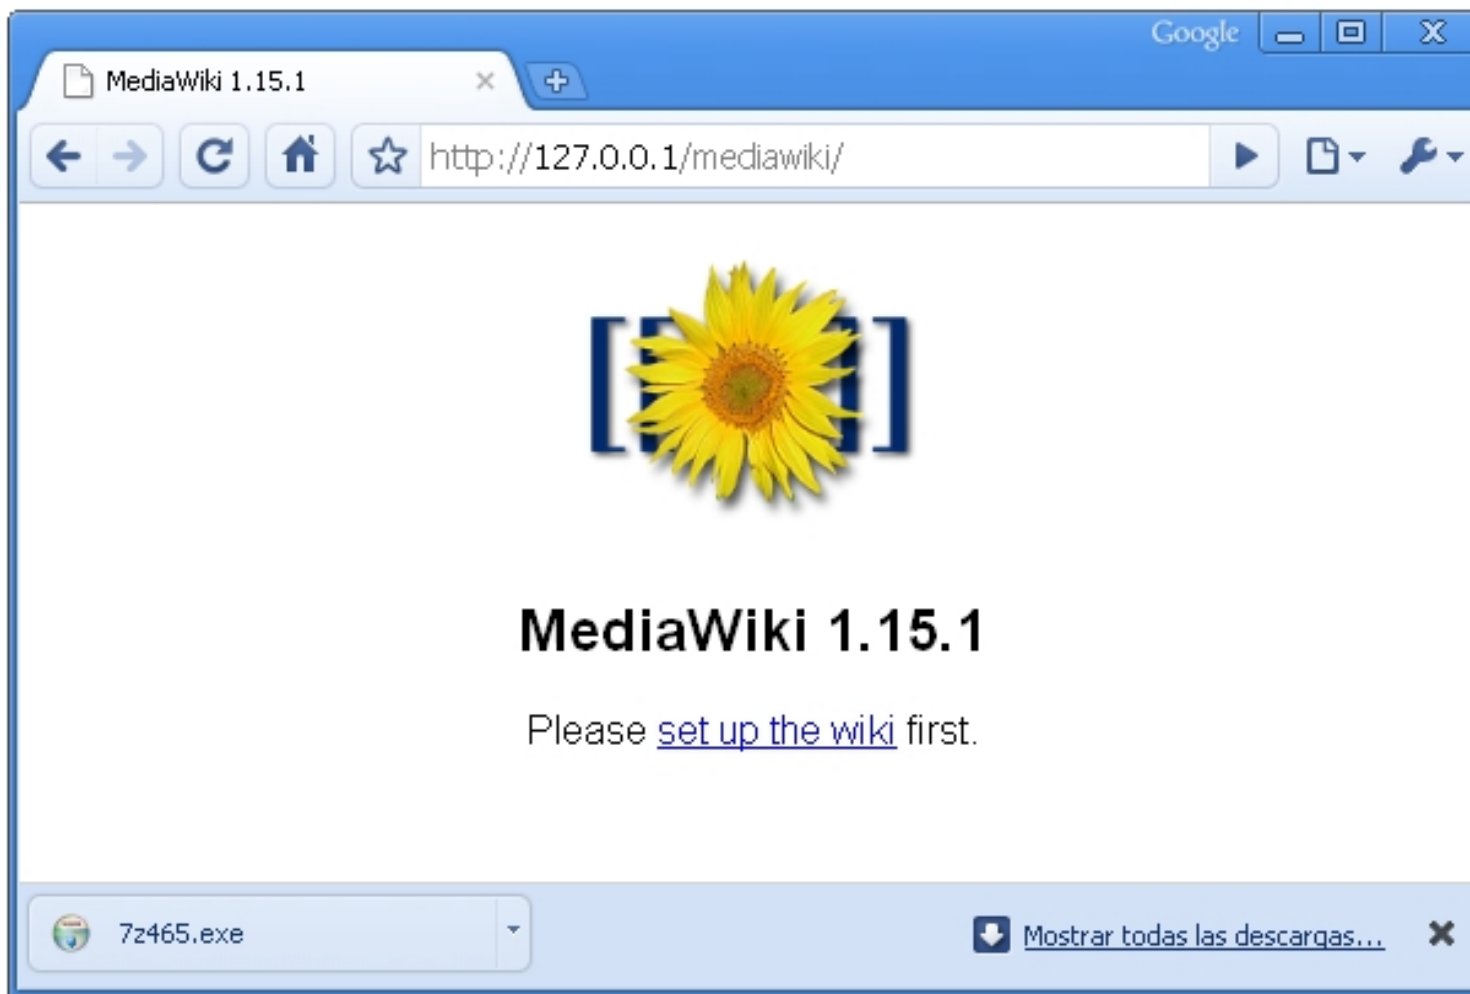 Google
MediaWiki 1.15.1
http://127.0.0.1/mediawiki/
[[ ]]
MediaWiki 1.15.1
Please set up the wiki first.
7z465.exe
Mostrar todas las descargas...